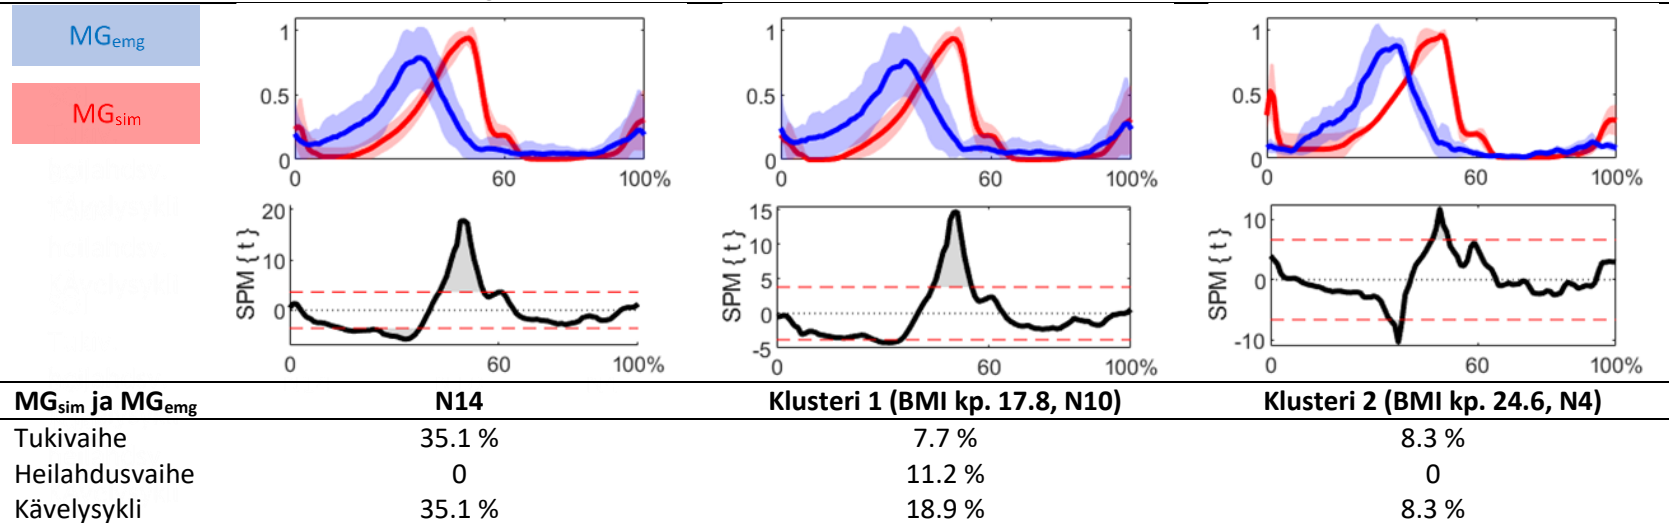 MGemg
MGsim
1
0.5
0
0 60 100%
1
0.5
0
0 60 100%
1
0.5
0
0 60 100%
SPM { t }
20
10
0
0 60 100%
SPM { t }
15
10
5
0
-5
0 60 100%
SPM { t }
10
0
-10
0 60 100%
MGsim ja MGemg N14 Klusteri 1 (BMI kp. 17.8, N10) Klusteri 2 (BMI kp. 24.6, N4)
Tukivaihe 35.1 % 7.7 % 8.3 %
Heilahdusvaihe 0 11.2 % 0
Kävelysykli 35.1 % 18.9 % 8.3 %